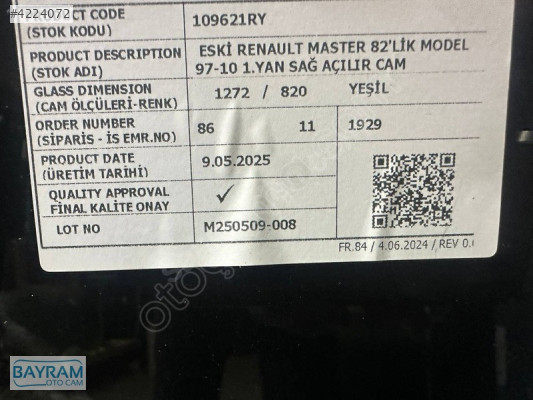 #4224072
CT CODE 109621RY
(STOK KODU)
PRODUCT DESCRIPTION ESKİ RENAULT MASTER 82'LİK MODEL
(STOK ADI) 97-10 1.YAN SAĞ AÇILIR CAM
GLASS DIMENSION 1272 / 820 YEŞİL
(CAM ÖLÇÜLERİ-RENK)
ORDER NUMBER 86 11 1929
(SİPARİS - İS EMR.NO)
PRODUCT DATE 9.05.2025
(ÜRETİM TARİHİ)
QUALITY APPROVAL ✓
FINAL KALİTE ONAY
LOT NO M250509-008
FR.84 / 4.06.2024 / REV 0.
BAYRAM
OTO CAM